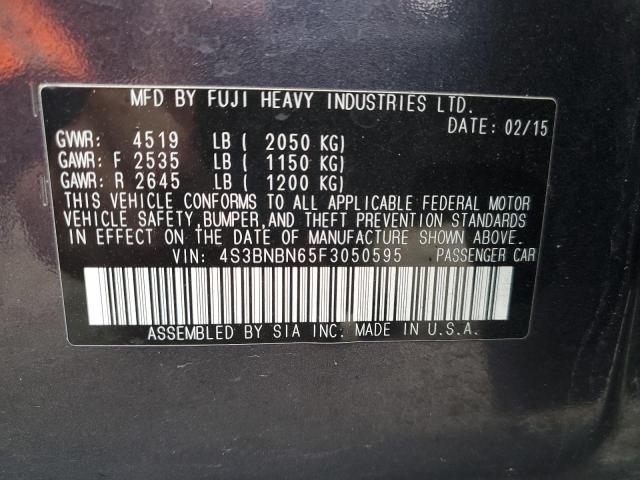 MFD BY FUJI HEAVY INDUSTRIES LTD.
DATE: 02/15
GVWR: 4519 LB ( 2050 KG)
GAWR: F 2535 LB ( 1150 KG)
GAWR: R 2645 LB ( 1200 KG)
THIS VEHICLE CONFORMS TO ALL APPLICABLE FEDERAL MOTOR
VEHICLE SAFETY,BUMPER,AND THEFT PREVENTION STANDARDS
IN EFFECT ON THE DATE OF MANUFACTURE SHOWN ABOVE.
VIN: 4S3BNBN65F3050595 PASSENGER CAR
ASSEMBLED BY SIA INC. MADE IN U.S.A.